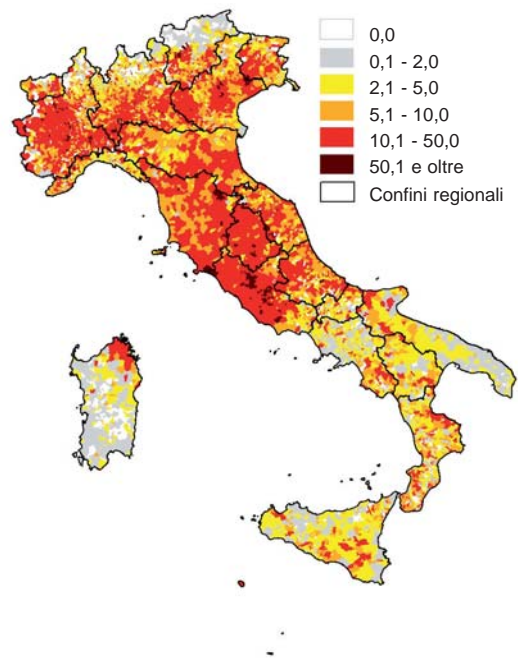 0,0
0,1 - 2,0
2,1 - 5,0
5,1 - 10,0
10,1 - 50,0
50,1 e oltre
Confini regionali